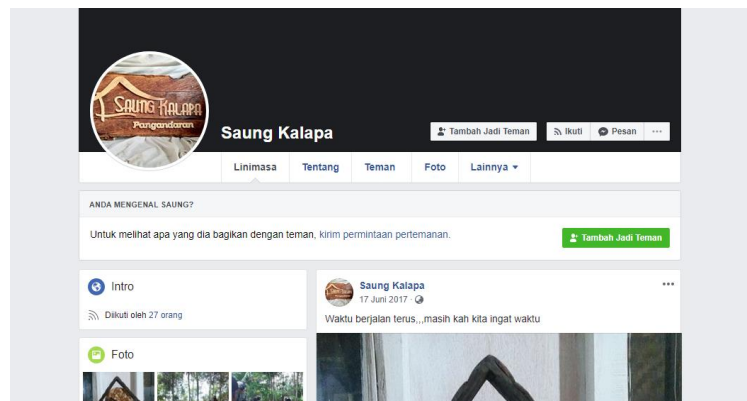 SAUNG KALAPA
Pangandaran
Saung Kalapa
Tambah Jadi Teman
Ikuti
Pesan
Linimasa
Tentang
Teman
Foto
Lainnya
ANDA MENGENAL SAUNG?
Untuk melihat apa yang dia bagikan dengan teman, kirim permintaan pertemanan.
Tambah Jadi Teman
Intro
Diikuti oleh 27 orang
Foto
Saung Kalapa
17 Juni 2017 ·
Waktu berjalan terus,,,masih kah kita ingat waktu